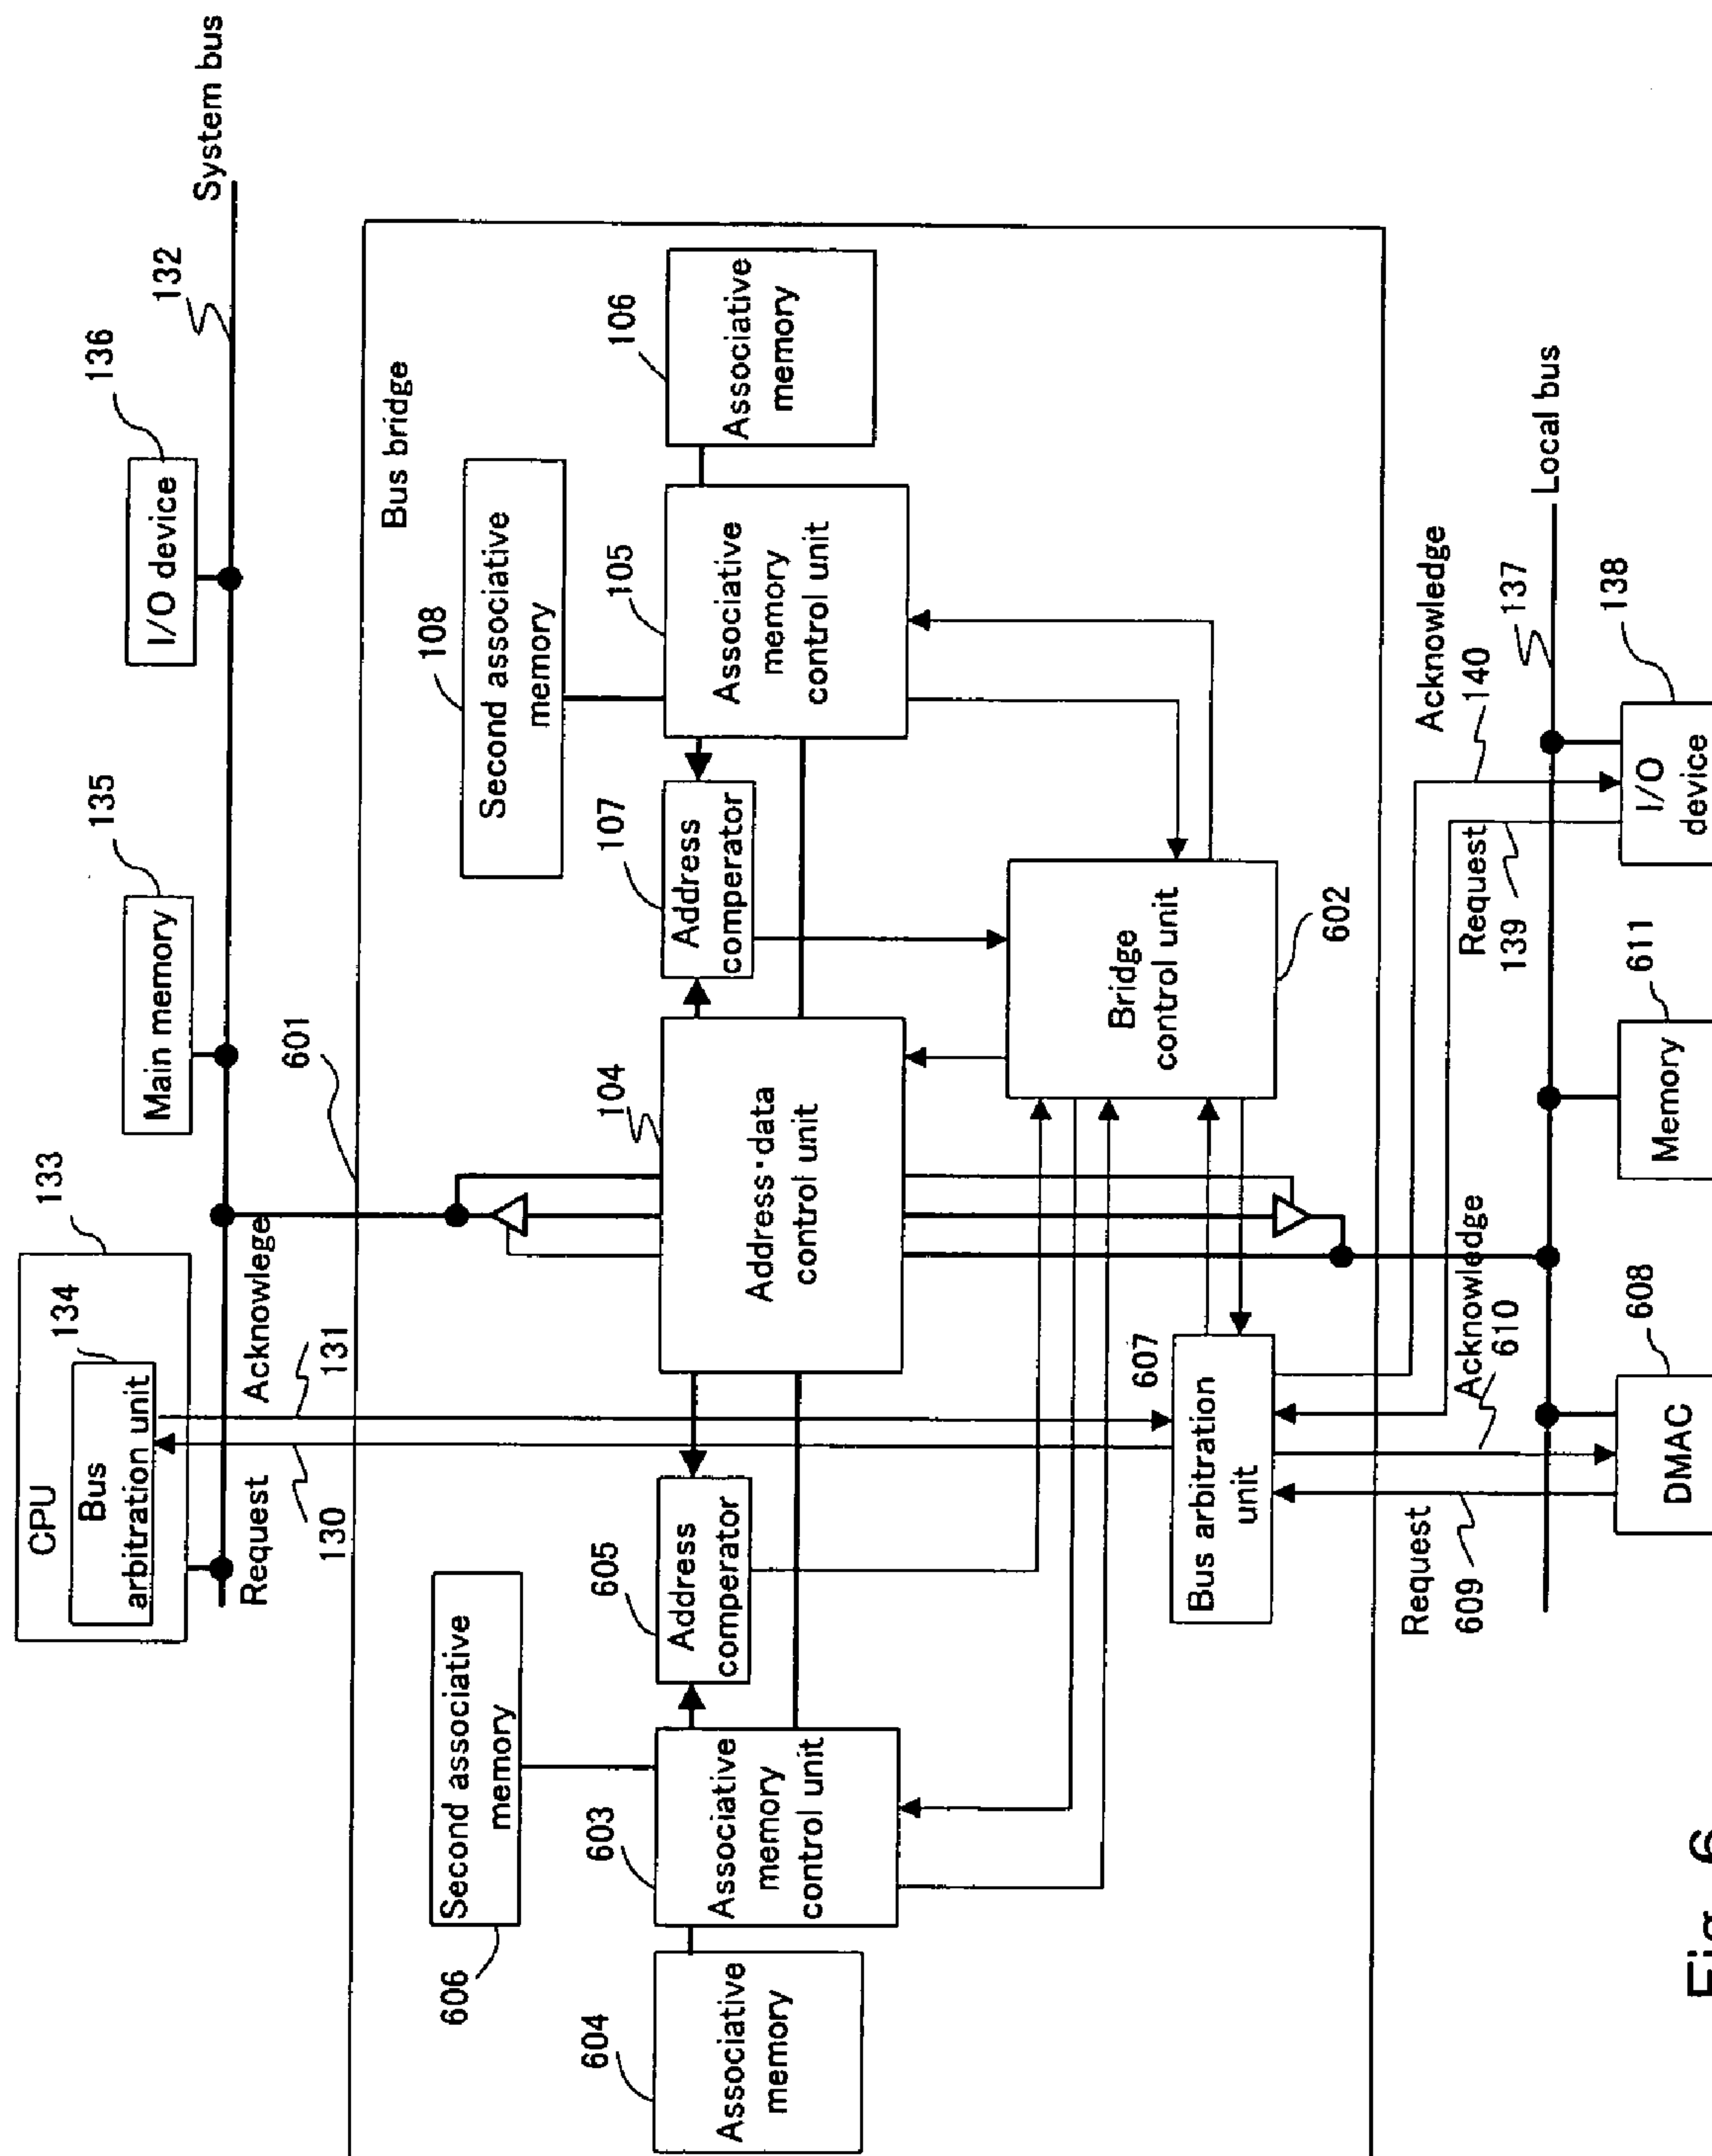 System bus
132
136
I/O device
135
Main memory
133
CPU
134
Bus
arbitration unit
Request
Acknowlege
130
131
601
Bus bridge
606
Second associative
memory
108
Second associative
memory
604
Associative
memory
603
Associative
memory
control unit
605
Address
comperator
104
Address·data
control unit
107
Address
comperator
105
Associative
memory
control unit
106
Associative
memory
602
Bridge
control unit
607
Bus arbitration
unit
Request
609
Acknowledge
610
Request
139
Acknowledge
140
137
Local bus
608
DMAC
611
Memory
138
I/O
device
Fig. 6